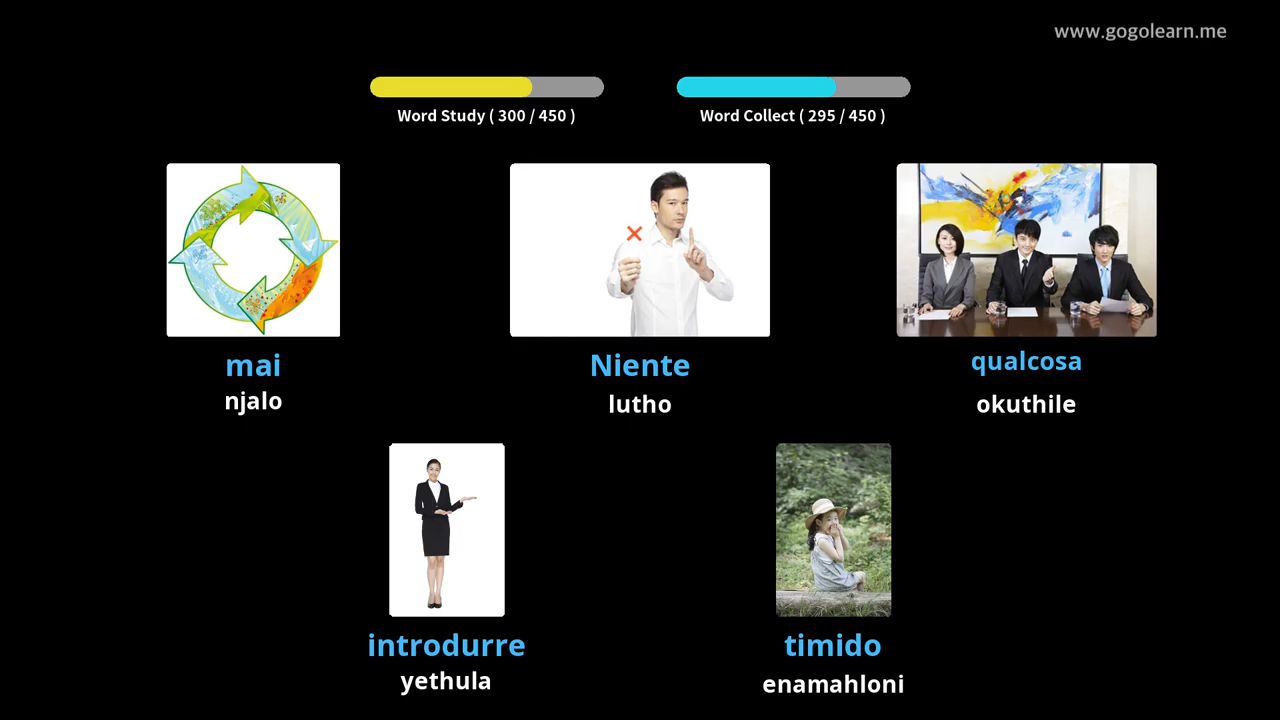 www.gogolearn.me
Word Study ( 300 / 450 )
Word Collect ( 295 / 450 )
mai
njalo
Niente
lutho
qualcosa
okuthile
introdurre
yethula
timido
enamahloni